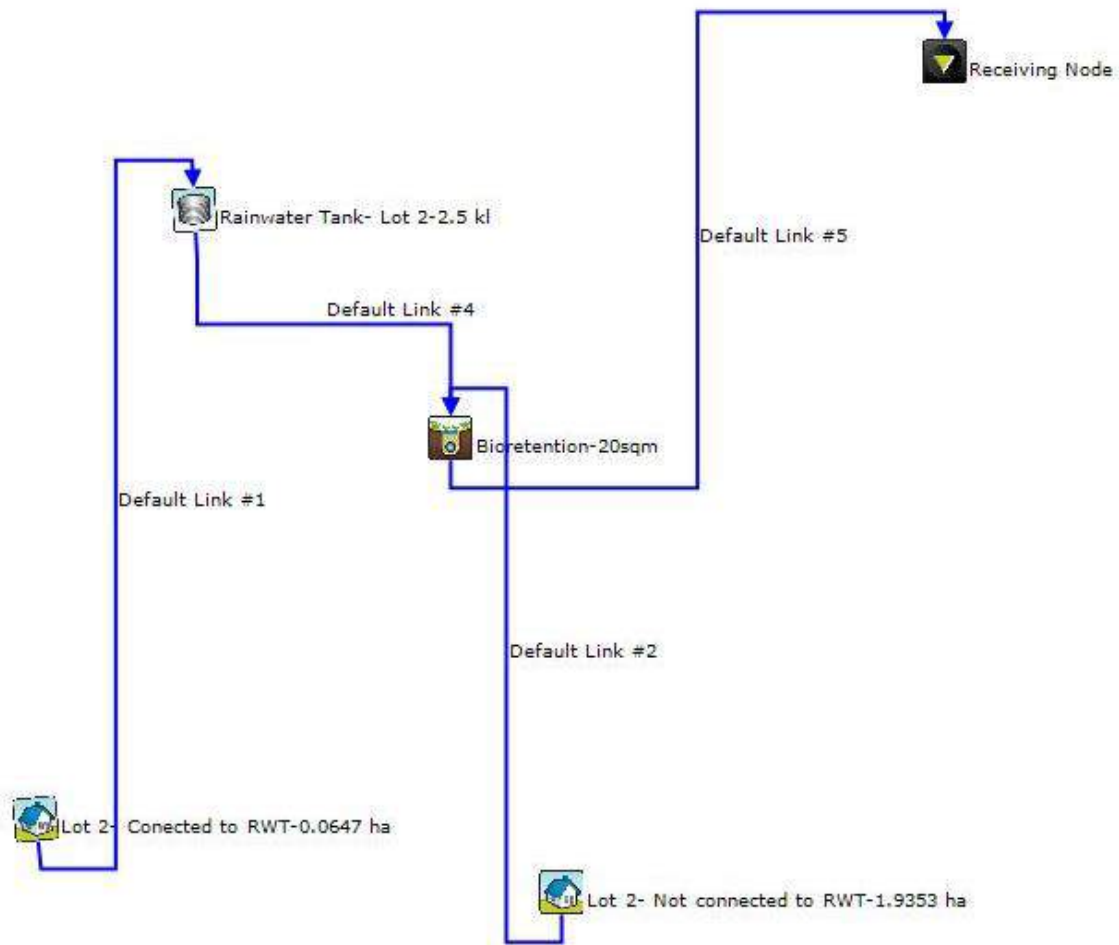 Receiving Node
Rainwater Tank- Lot 2-2.5 kl
Default Link #5
Default Link #4
Bioretention-20sqm
Default Link #1
Default Link #2
Lot 2- Conected to RWT-0.0647 ha
Lot 2- Not connected to RWT-1.9353 ha